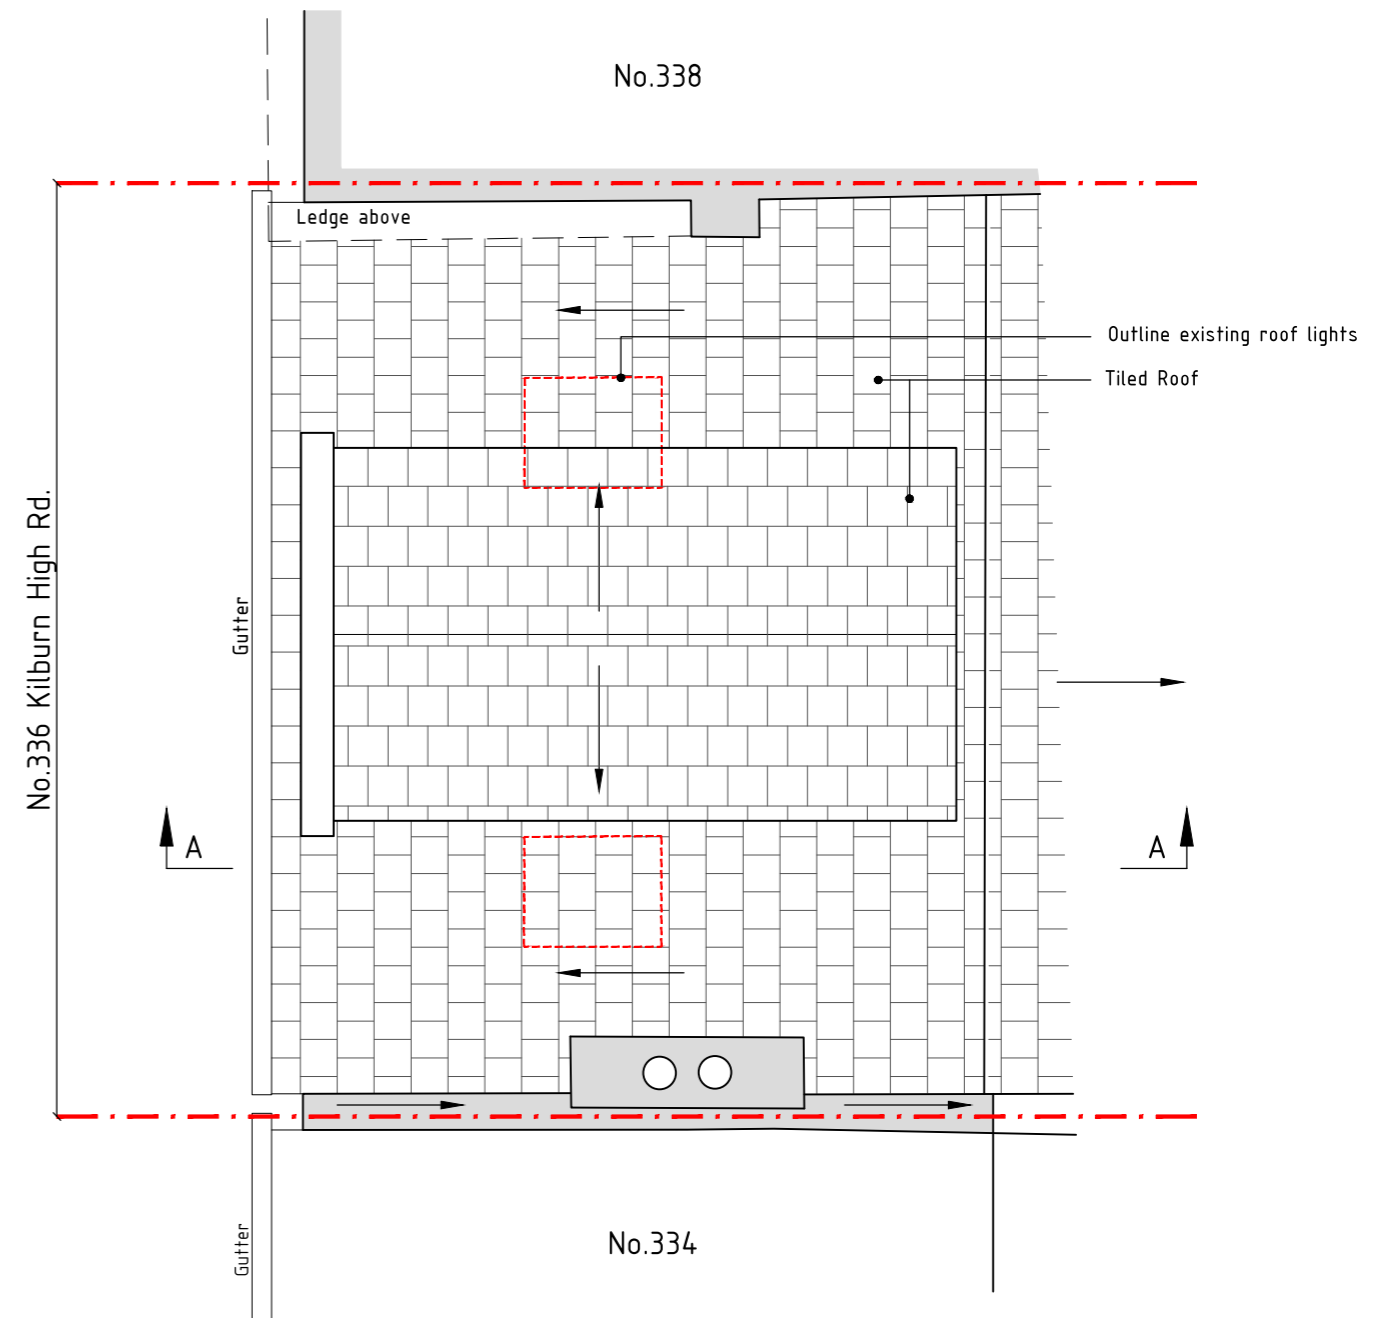 No.338
Ledge above
Outline existing roof lights
Tiled Roof
No.336 Kilburn High Rd.
Gutter
A
A
No.334
Gutter